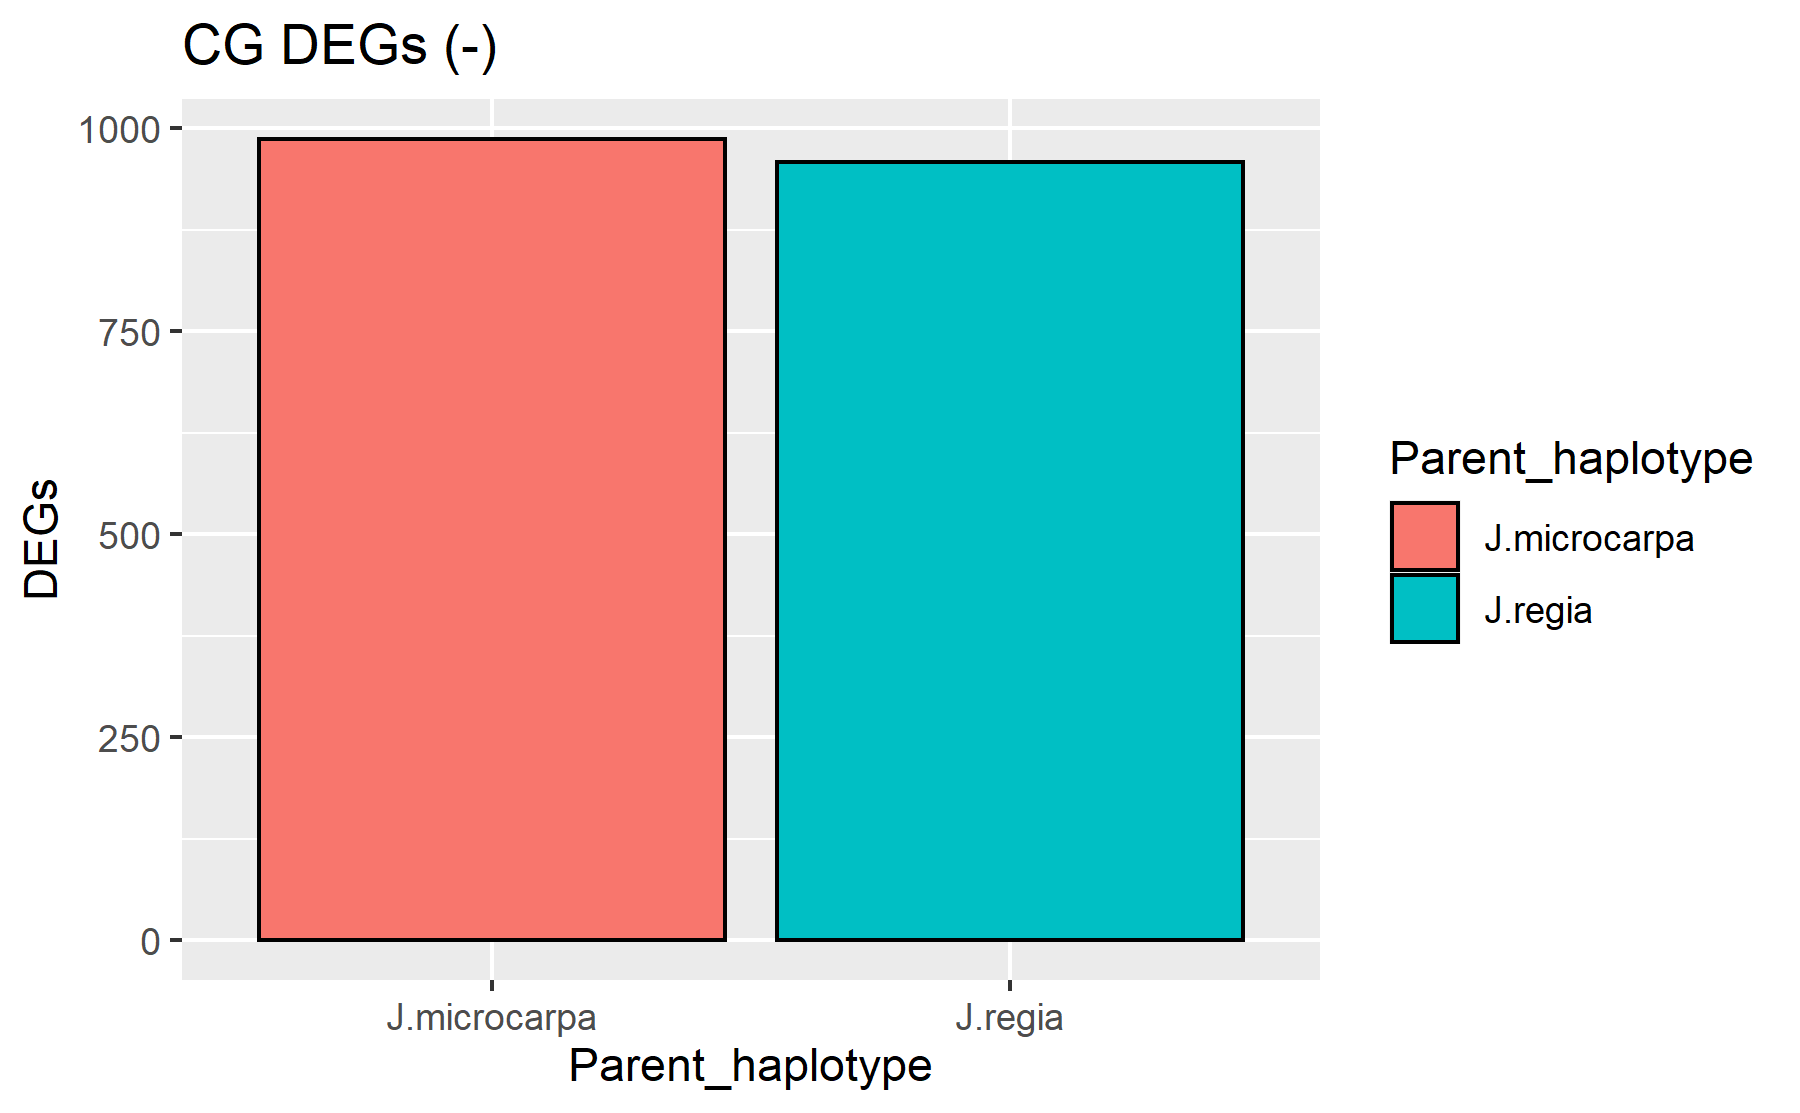 CG DEGs (-)
1000
750
500
250
0
DEGs
J.microcarpa
J.regia
Parent_haplotype
Parent_haplotype
J.microcarpa
J.regia